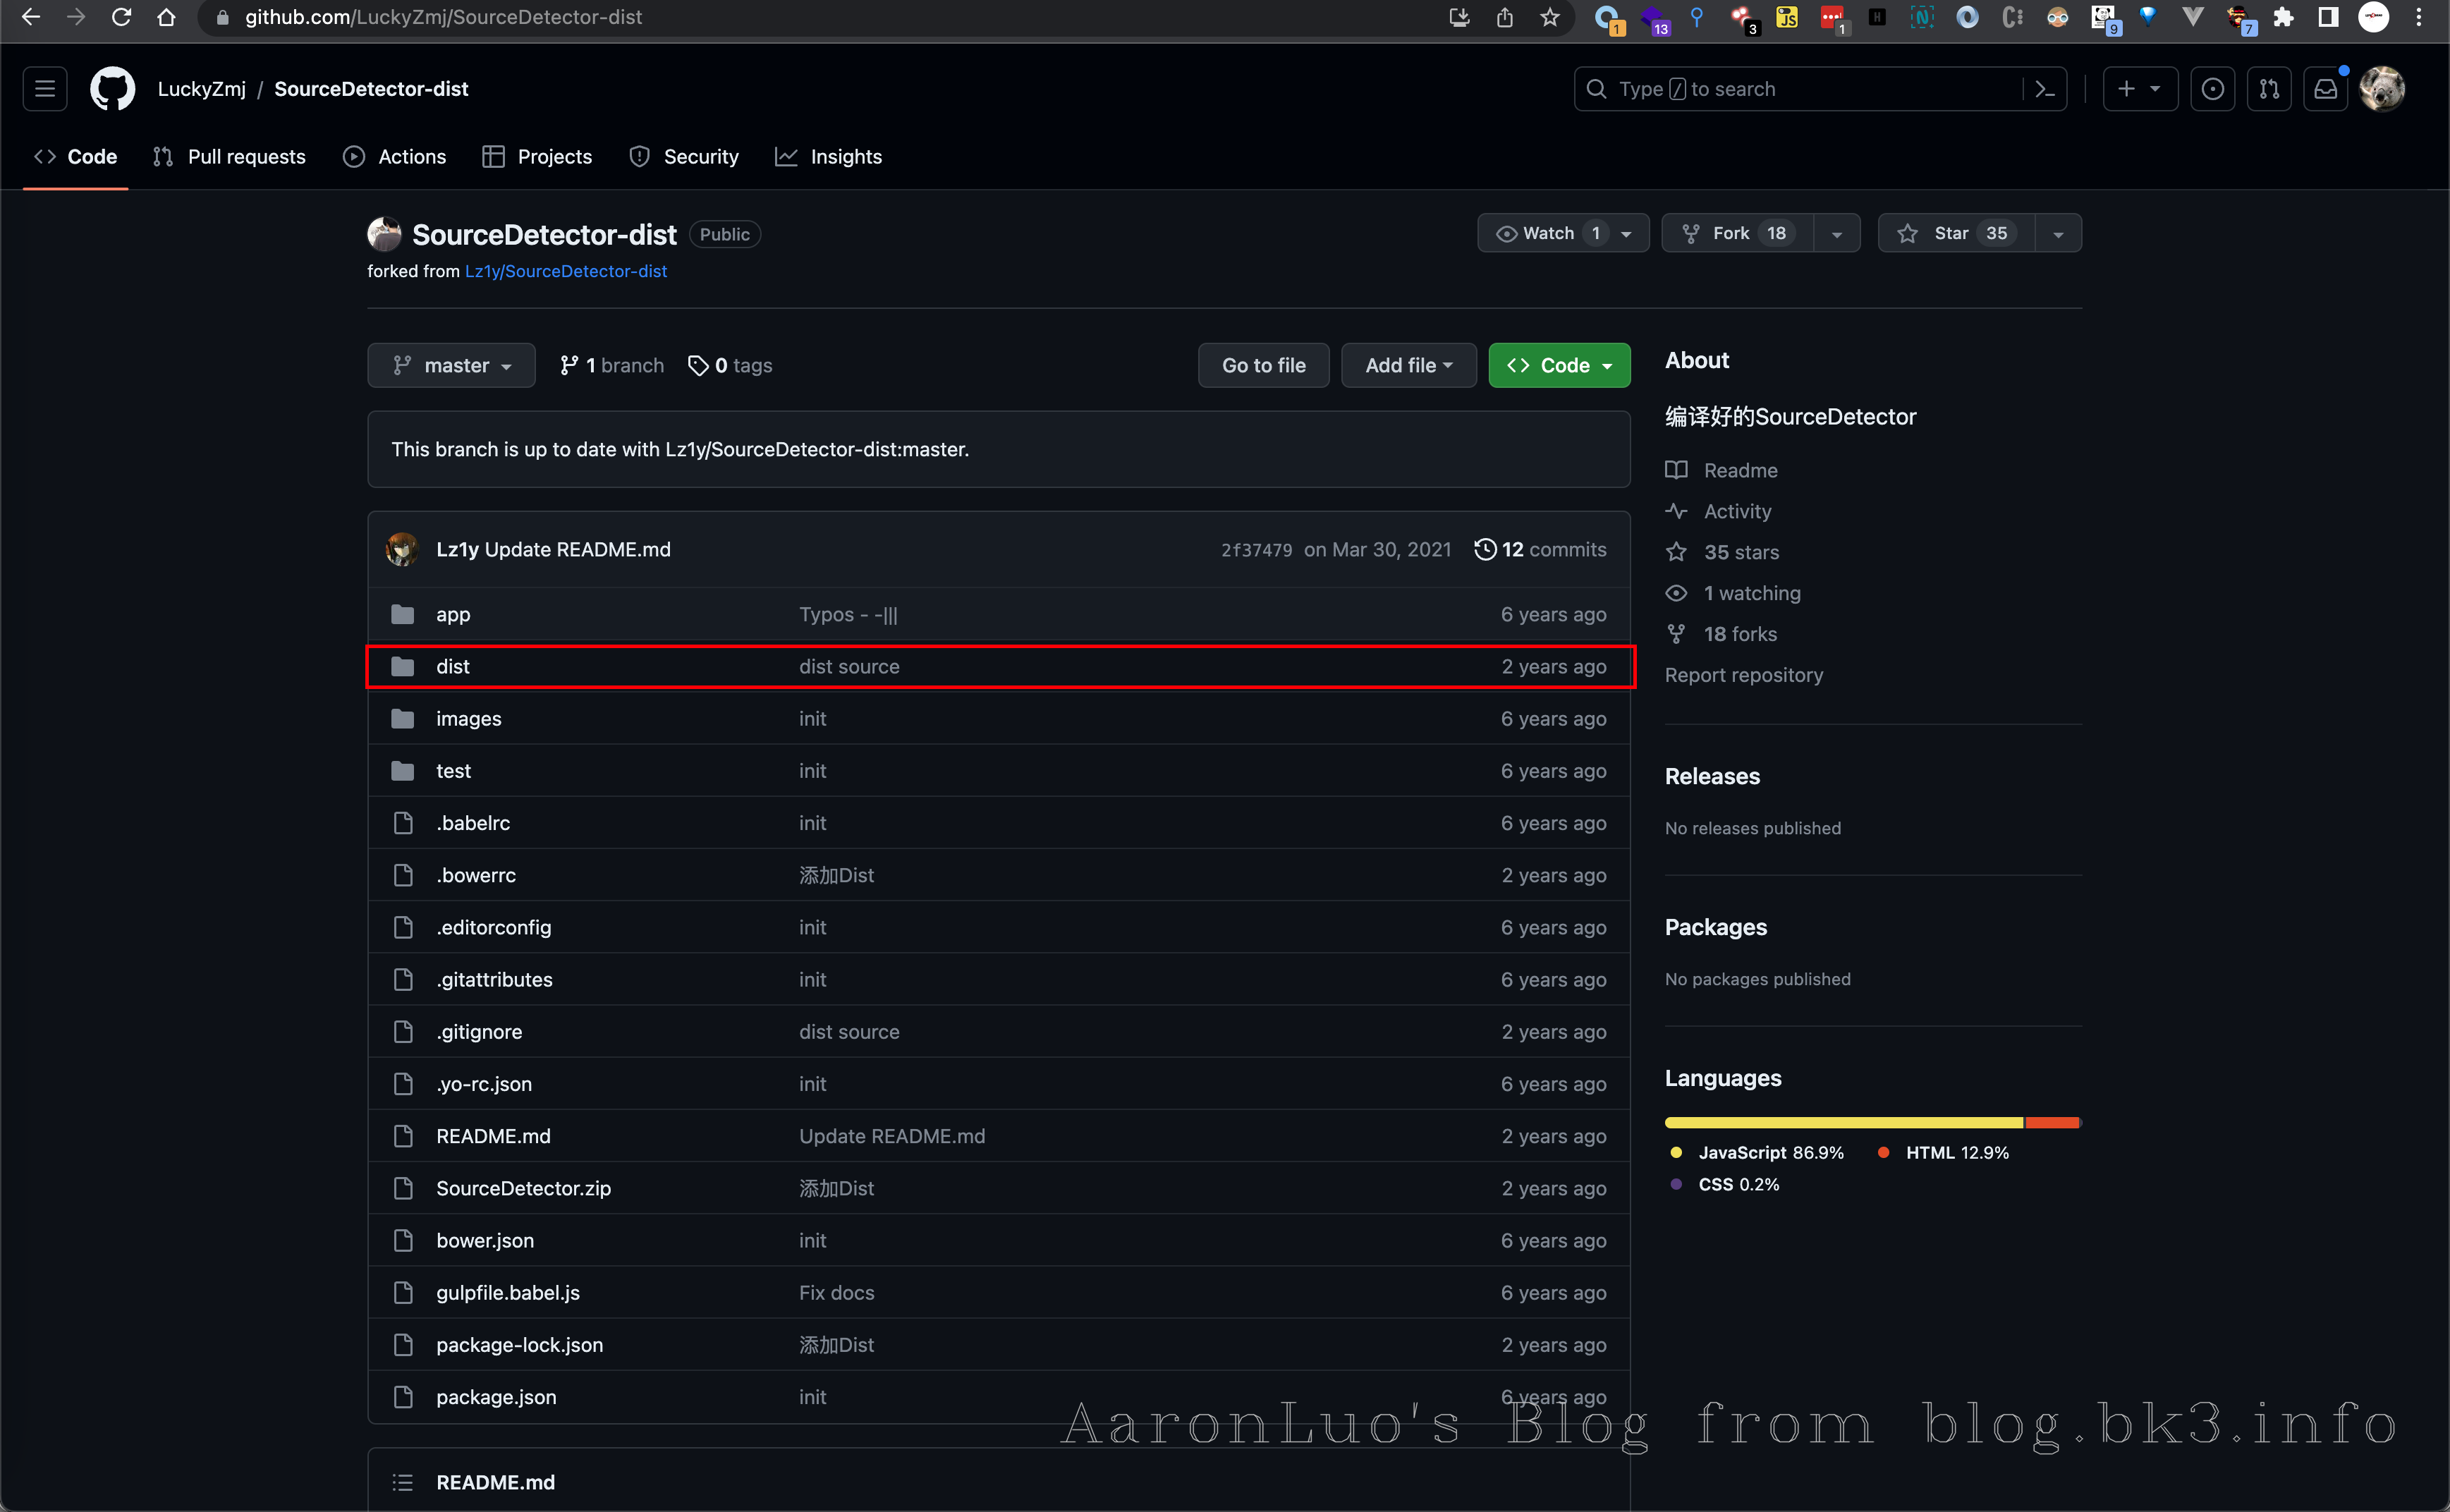 github.com/LuckyZmj/SourceDetector-dist
1 13 3 JS 1 H N 9 7
LuckyZmj / SourceDetector-dist
Type / to search
Code Pull requests Actions Projects Security Insights
SourceDetector-dist Public
Watch 1 Fork 18 Star 35
forked from Lz1y/SourceDetector-dist
master 1 branch 0 tags Go to file Add file Code
This branch is up to date with Lz1y/SourceDetector-dist:master.
Lz1y Update README.md 2f37479 on Mar 30, 2021 12 commits
app Typos - -||| 6 years ago
dist dist source 2 years ago
images init 6 years ago
test init 6 years ago
.babelrc init 6 years ago
.bowerrc 添加Dist 2 years ago
.editorconfig init 6 years ago
.gitattributes init 6 years ago
.gitignore dist source 2 years ago
.yo-rc.json init 6 years ago
README.md Update README.md 2 years ago
SourceDetector.zip 添加Dist 2 years ago
bower.json init 6 years ago
gulpfile.babel.js Fix docs 6 years ago
package-lock.json 添加Dist 2 years ago
package.json init 6 years ago
README.md
About
编译好的SourceDetector
Readme
Activity
35 stars
1 watching
18 forks
Report repository
Releases
No releases published
Packages
No packages published
Languages
JavaScript 86.9% HTML 12.9%
CSS 0.2%
AaronLuo's Blog from blog.bk3.info